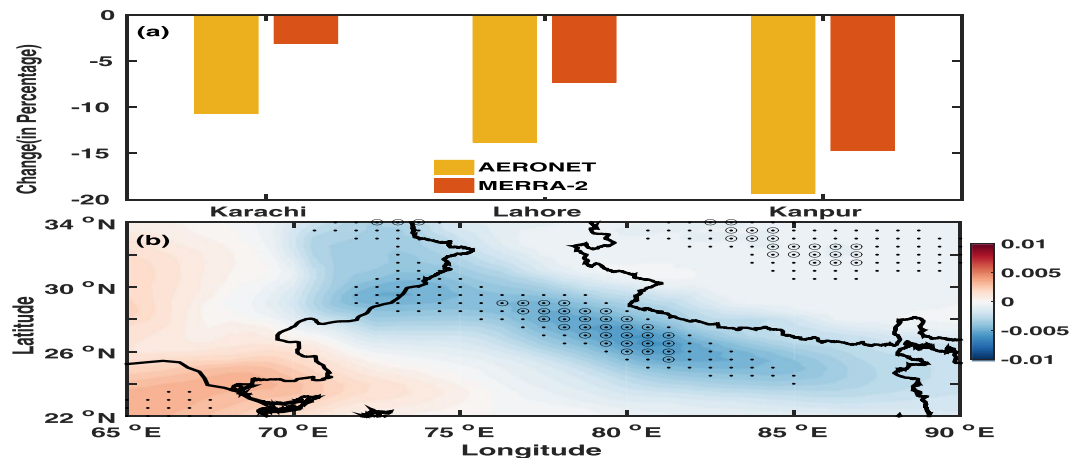 (a)
Change(in Percentage)
0
-5
-10
-15
-20
AERONET
MERRA-2
Karachi Lahore Kanpur
(b)
Latitude
34 °N
30 °N
26 °N
22 °N
65 °E 70 °E 75 °E 80 °E 85 °E 90 °E
Longitude
0.01
0.005
0
-0.005
-0.01